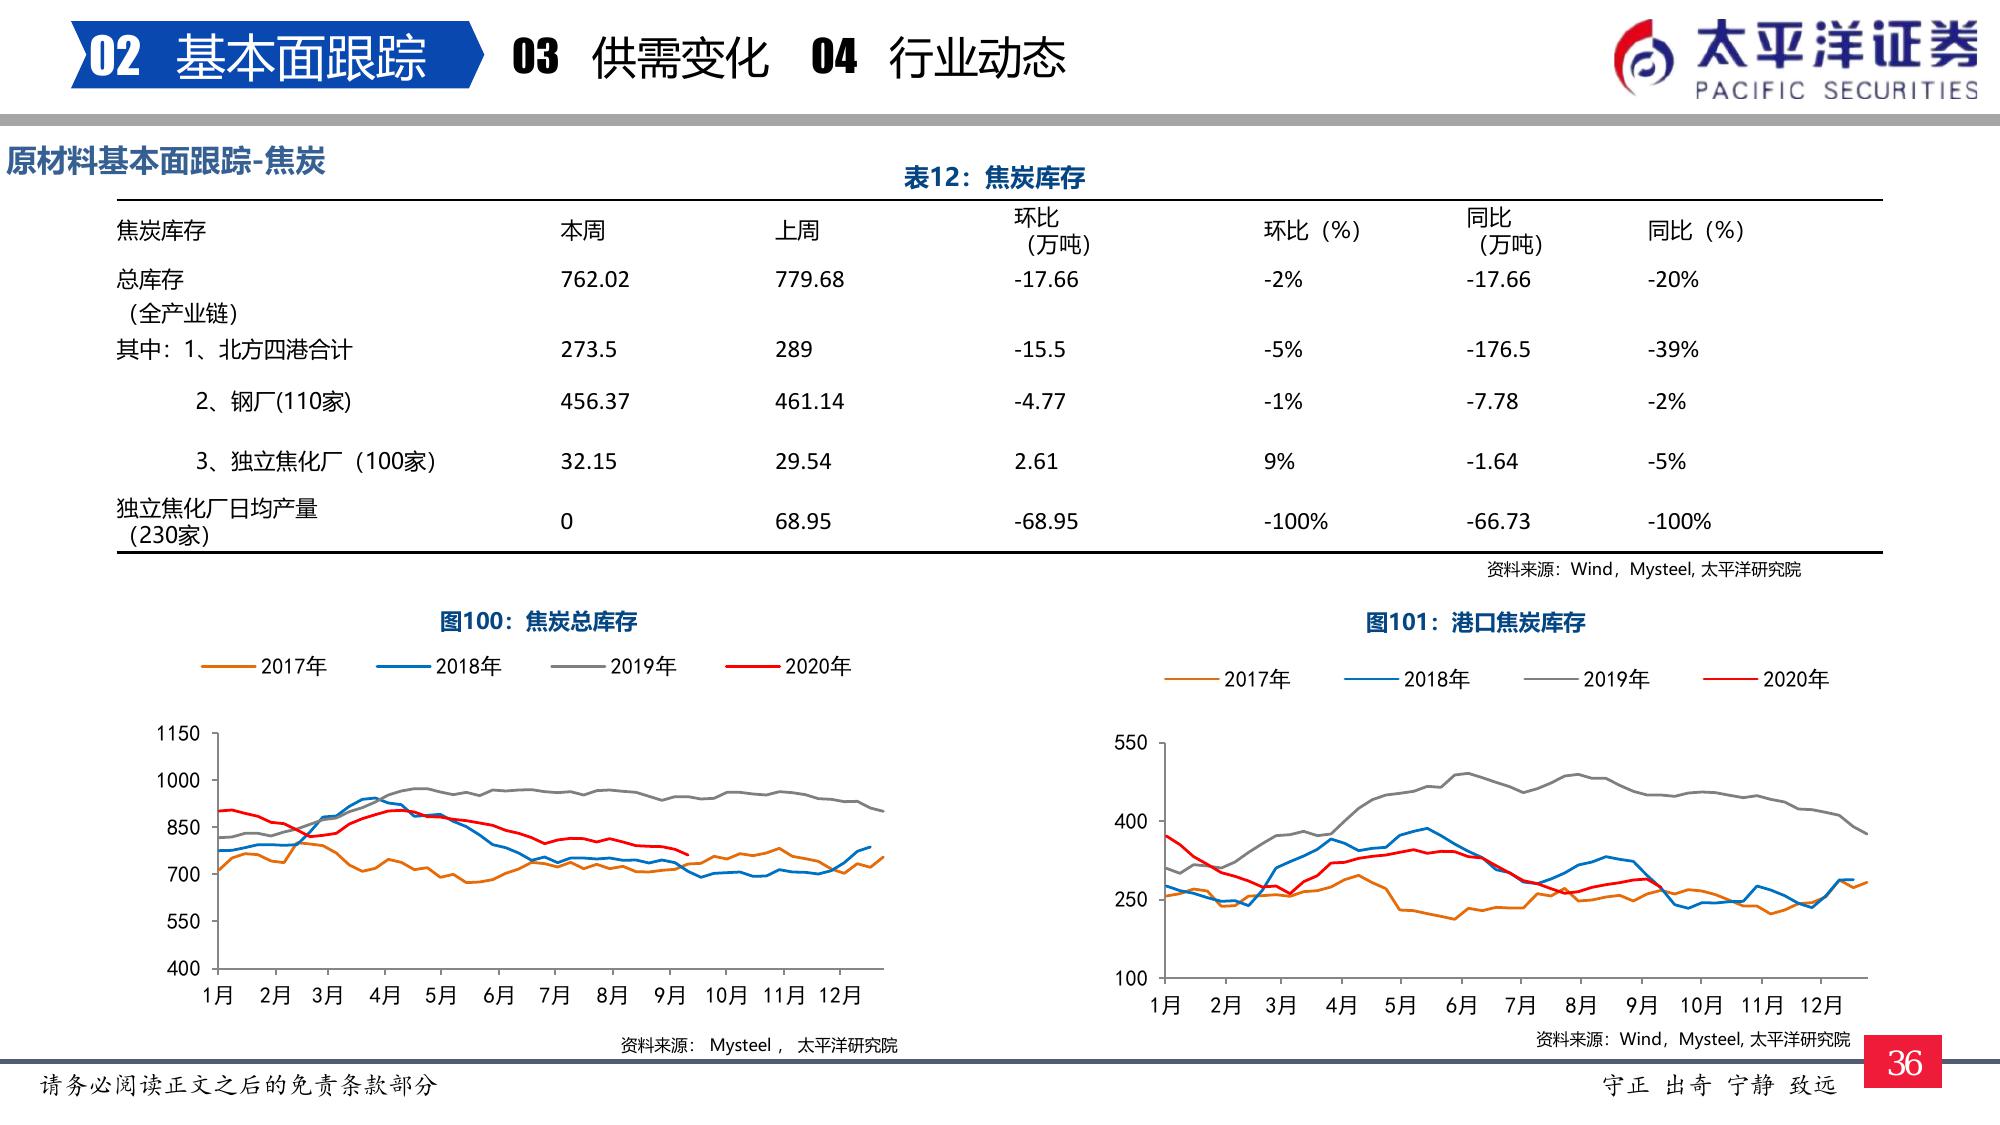 02 基本面跟踪 03 供需变化 04 行业动态
太平洋证券
PACIFIC SECURITIES
原材料基本面跟踪-焦炭
表12：焦炭库存
焦炭库存 本周 上周 环比（万吨） 环比（%） 同比（万吨） 同比（%）
总库存（全产业链） 762.02 779.68 -17.66 -2% -17.66 -20%
其中：1、北方四港合计 273.5 289 -15.5 -5% -176.5 -39%
2、钢厂(110家) 456.37 461.14 -4.77 -1% -7.78 -2%
3、独立焦化厂（100家） 32.15 29.54 2.61 9% -1.64 -5%
独立焦化厂日均产量（230家） 0 68.95 -68.95 -100% -66.73 -100%
资料来源：Wind，Mysteel, 太平洋研究院
图100：焦炭总库存
2017年 2018年 2019年 2020年
1150
1000
850
700
550
400
1月 2月 3月 4月 5月 6月 7月 8月 9月 10月 11月 12月
资料来源： Mysteel ， 太平洋研究院
图101：港口焦炭库存
2017年 2018年 2019年 2020年
550
400
250
100
1月 2月 3月 4月 5月 6月 7月 8月 9月 10月 11月 12月
资料来源：Wind，Mysteel, 太平洋研究院
36
请务必阅读正文之后的免责条款部分
守正 出奇 宁静 致远